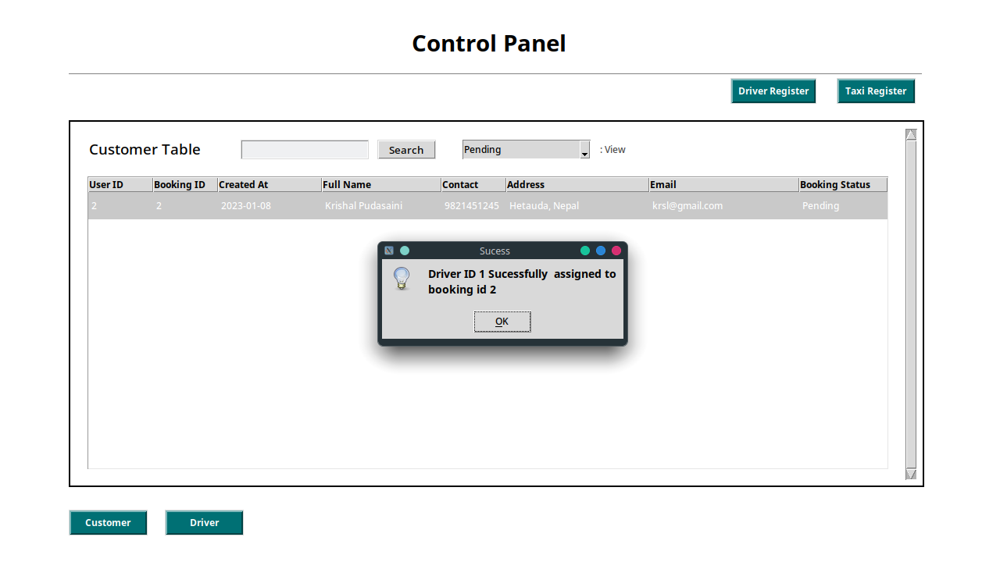 Control Panel
Driver Register Taxi Register
Customer Table Search Pending : View
User ID Booking ID Created At Full Name Contact Address Email Booking Status
2 2 2023-01-08 Krishal Pudasaini 9821451245 Hetauda, Nepal krsl@gmail.com Pending
Sucess
Driver ID 1 Sucessfully  assigned to
booking id 2
OK
Customer Driver